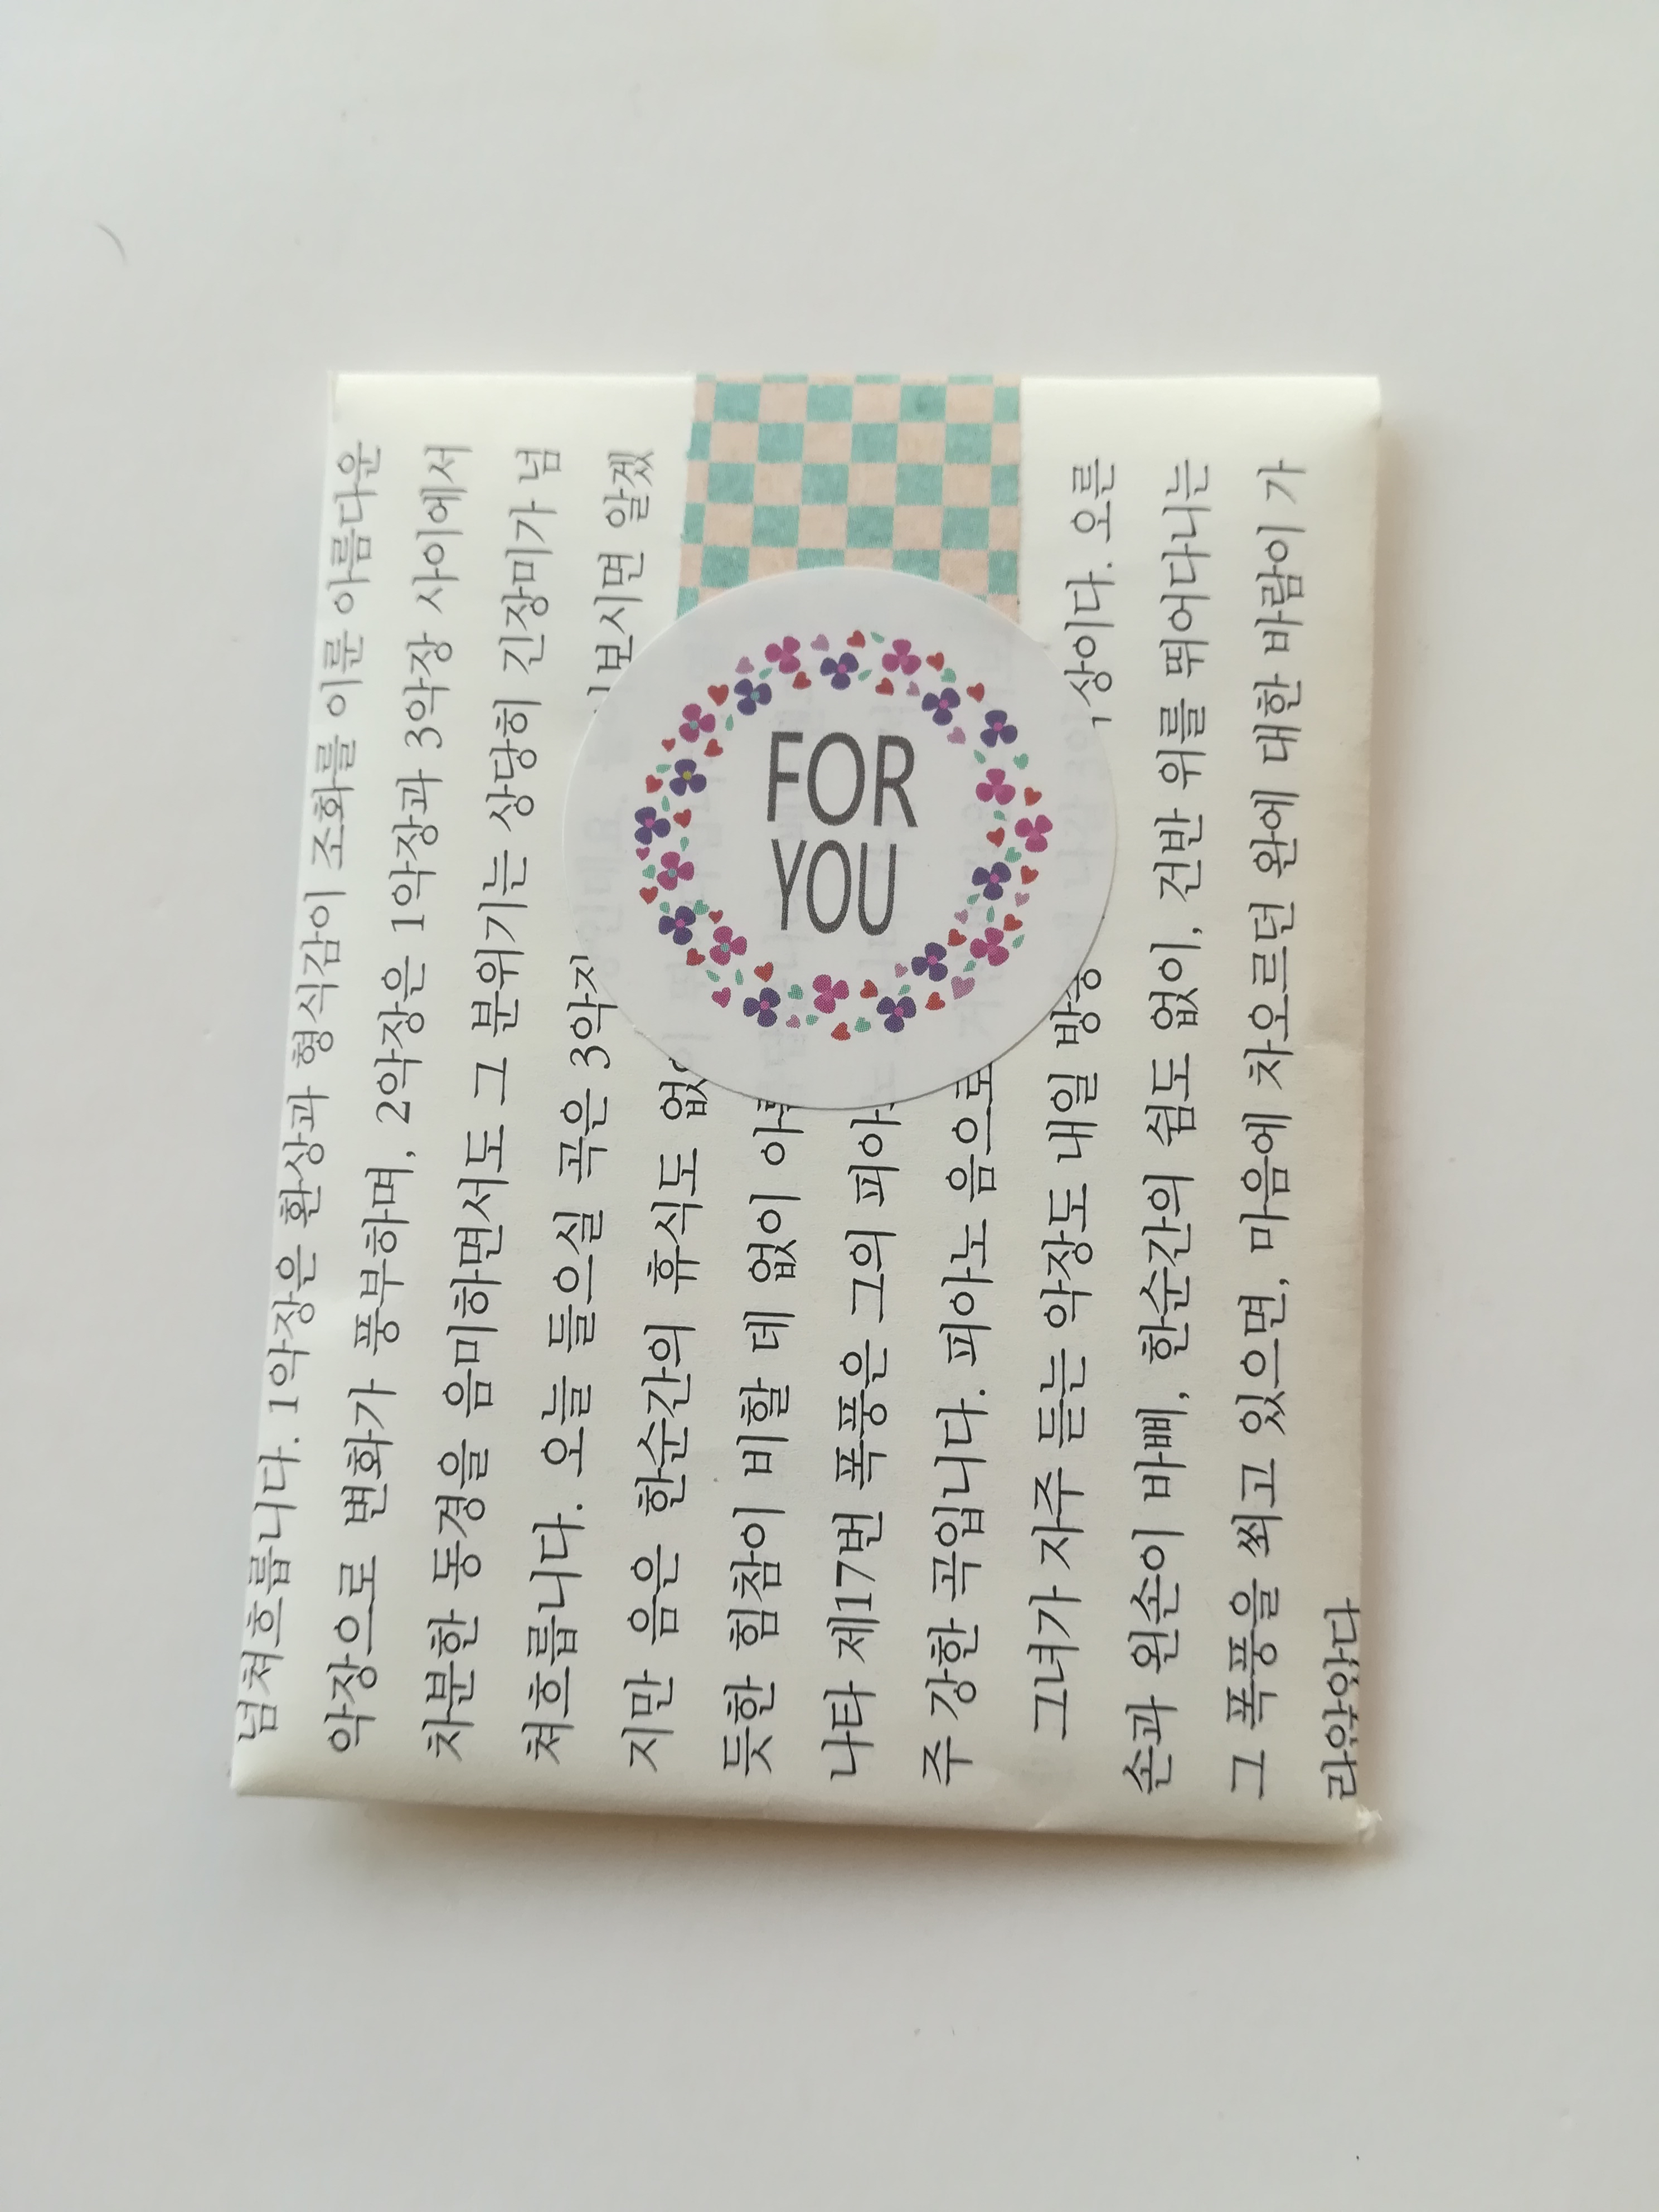 넘쳐흐릅니다. 1악장은 환상과 형식감이 조화를 이룬 아름다운
악장으로 변화가 풍부하며, 2악장은 1악장과 3악장 사이에서
차분한 동경을 음미하면서도 그 분위기는 상당히 긴장미가 넘
쳐흐릅니다. 오늘 들으실 곡은 보시면 알겠
지만 음은 한순간의 휴식도
듯한 힘참이 비할 데 없이
나타 제17번 폭풍은 그의
주 강한 곡입니다. 피아노 음으로
그녀가 자주 듣는 악장도 내일 상이다. 오른
손과 왼손이 바삐, 한순간의 쉼도 없이, 건반 위를 뛰어다니는
그 폭풍을 쐬고 있으면, 마음에 차오르던 완에 대한 바람이 가
라앉았다
FOR
YOU